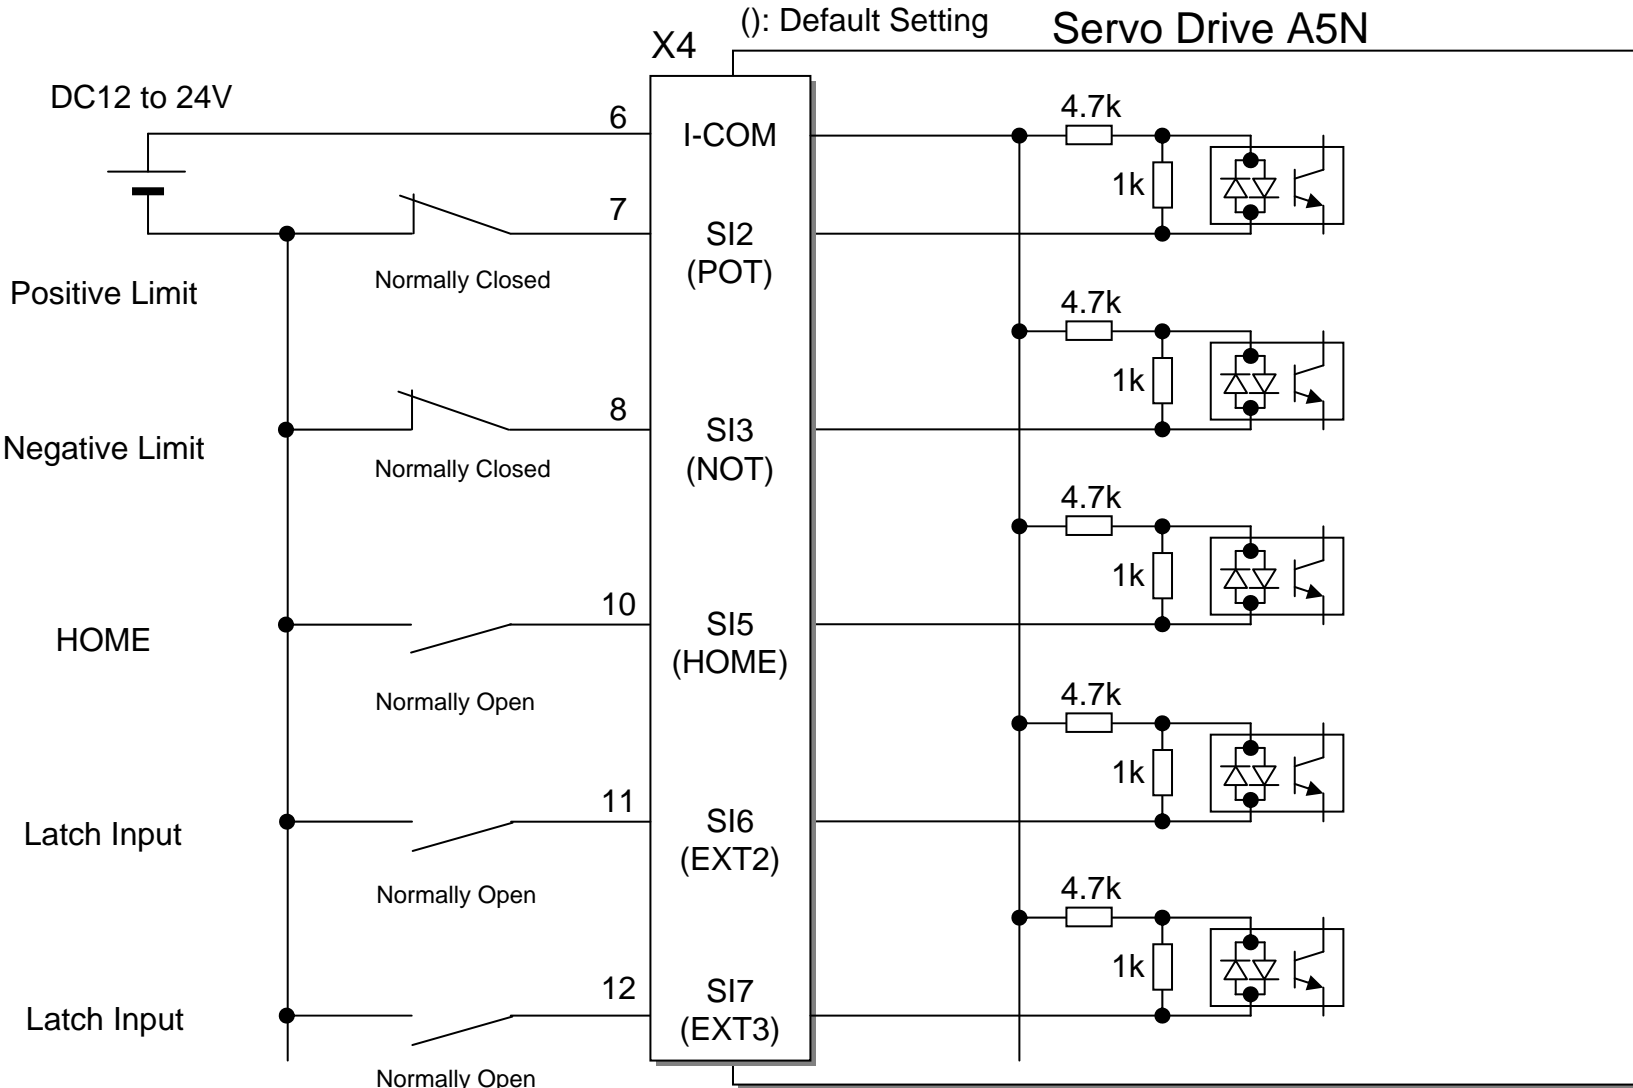 (): Default Setting
Servo Drive A5N
X4
DC12 to 24V
6
I-COM
4.7k
1k
7
SI2
(POT)
Normally Closed
Positive Limit
4.7k
1k
8
SI3
(NOT)
Negative Limit
Normally Closed
4.7k
1k
10
SI5
(HOME)
HOME
Normally Open
4.7k
1k
11
SI6
(EXT2)
Latch Input
Normally Open
4.7k
1k
12
SI7
(EXT3)
Latch Input
Normally Open